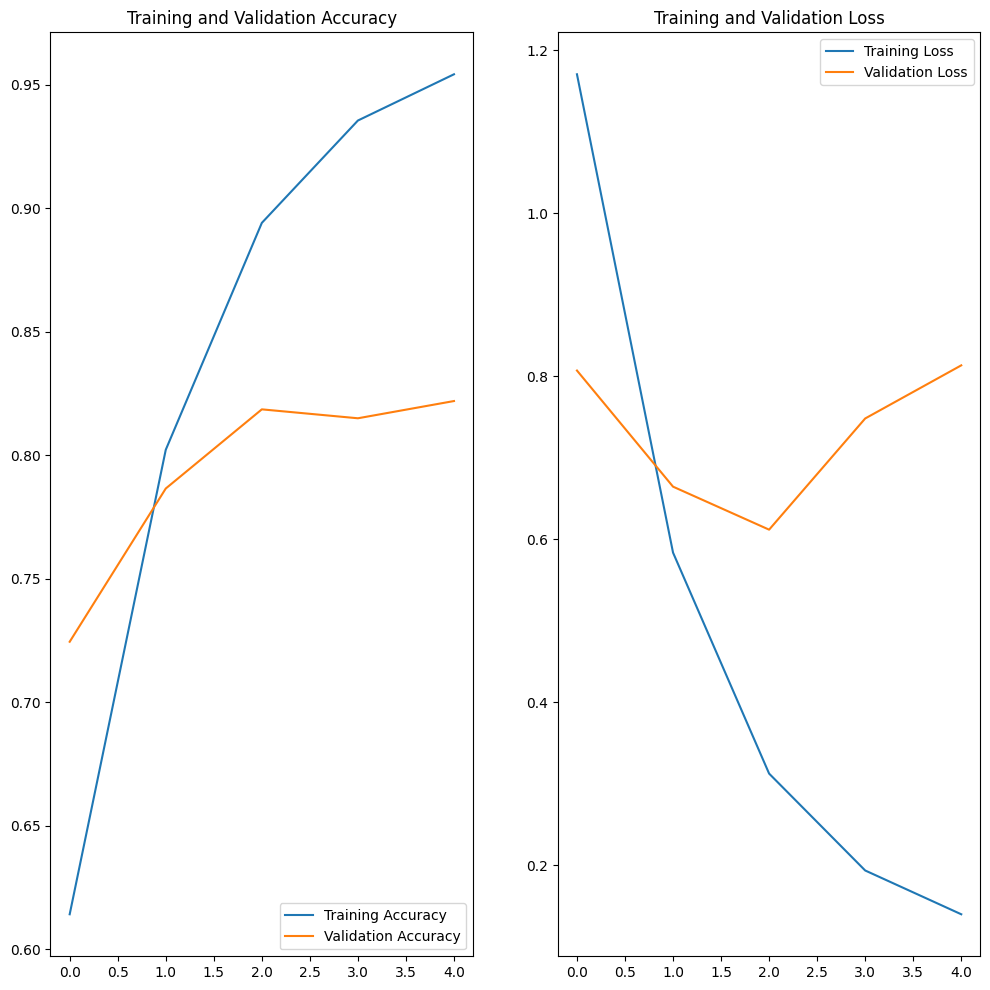 Training and Validation Accuracy
0.95
0.90
0.85
0.80
0.75
0.70
0.65
0.60
Training Accuracy
Validation Accuracy
0.0 0.5 1.0 1.5 2.0 2.5 3.0 3.5 4.0
Training and Validation Loss
1.2
1.0
0.8
0.6
0.4
0.2
Training Loss
Validation Loss
0.0 0.5 1.0 1.5 2.0 2.5 3.0 3.5 4.0